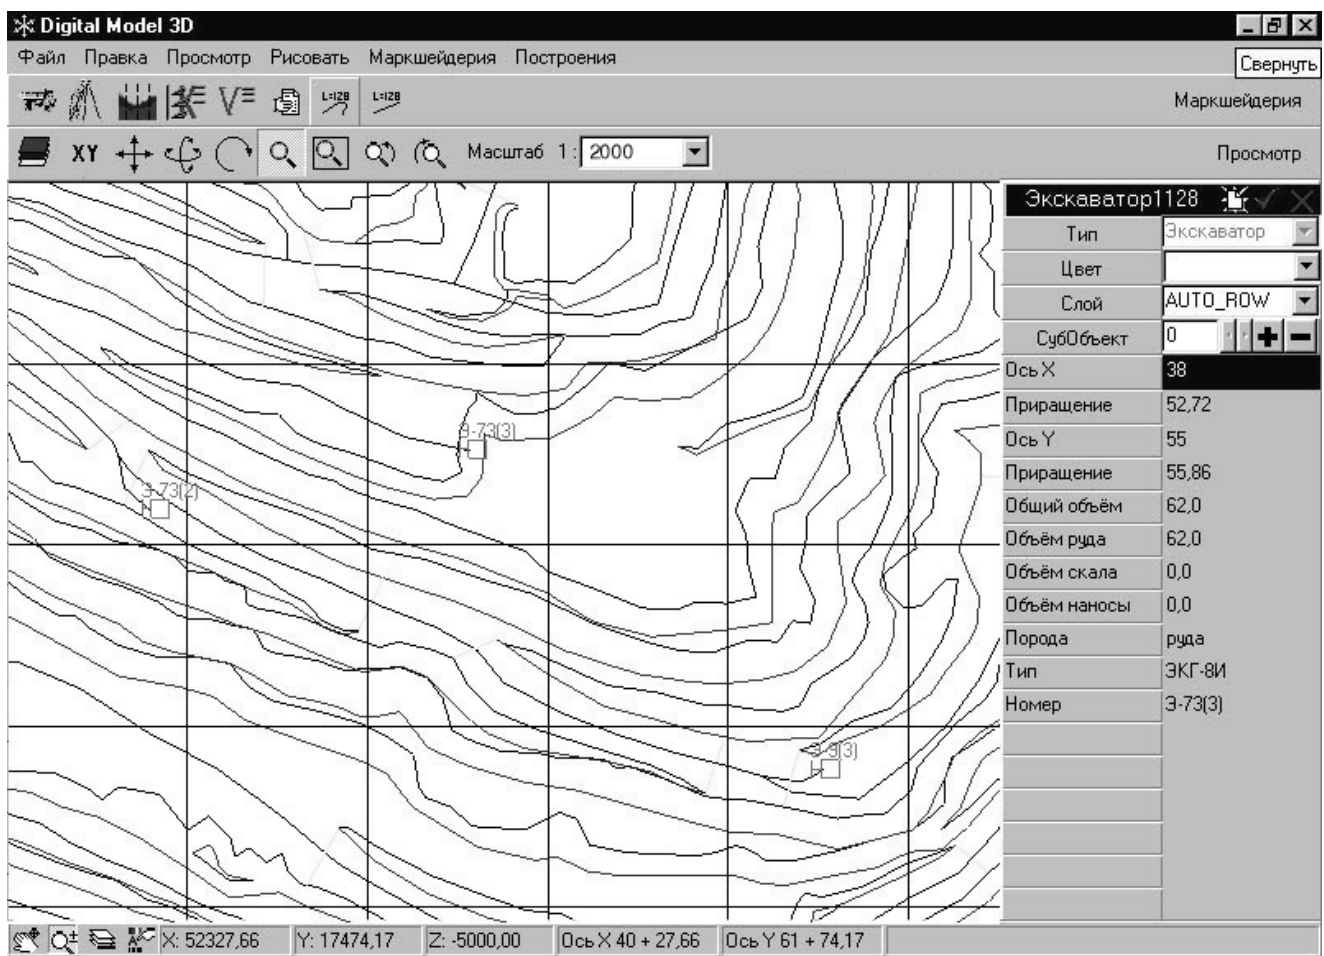 Digital Model 3D
Файл Правка Просмотр Рисовать Маркшейдерия Построения
Свернуть
L=128 L=128 Маркшейдерия
XY Масштаб 1: 2000 Просмотр
Экскаватор1128
Тип Экскаватор
Цвет
Слой AUTO_ROW
СубОбъект 0
Ось X 38
Приращение 52,72
Ось Y 55
Приращение 55,86
Общий объём 62,0
Объём руда 62,0
Объём скала 0,0
Объём наносы 0,0
Порода руда
Тип ЭКГ-8И
Номер Э-73(3)
Э-73(3)
Э-73(2)
Э-9(3)
X: 52327,66 Y: 17474,17 Z: -5000,00 Ось X 40 + 27,66 Ось Y 61 + 74,17